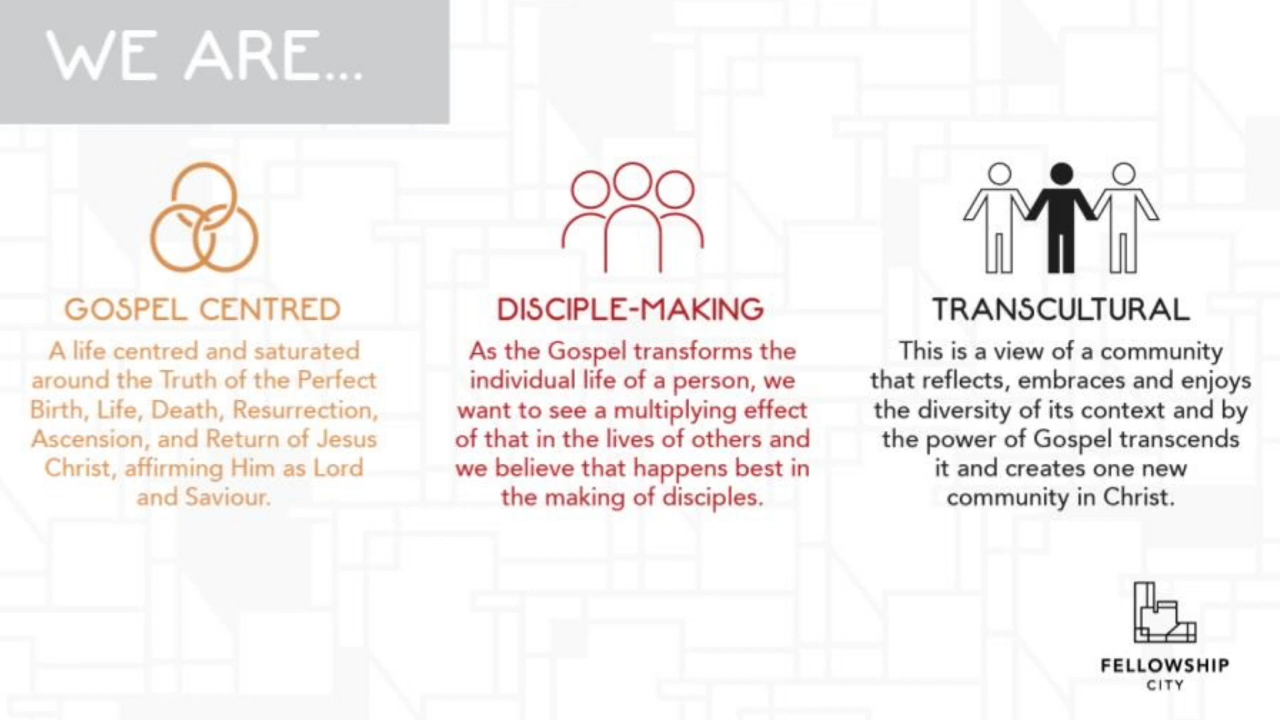 WE ARE...
GOSPEL CENTRED
A life centred and saturated
around the Truth of the Perfect
Birth, Life, Death, Resurrection,
Ascension, and Return of Jesus
Christ, affirming Him as Lord
and Saviour.
DISCIPLE-MAKING
As the Gospel transforms the
individual life of a person, we
want to see a multiplying effect
of that in the lives of others and
we believe that happens best in
the making of disciples.
TRANSCULTURAL
This is a view of a community
that reflects, embraces and enjoys
the diversity of its context and by
the power of Gospel transcends
it and creates one new
community in Christ.
FELLOWSHIP
CITY